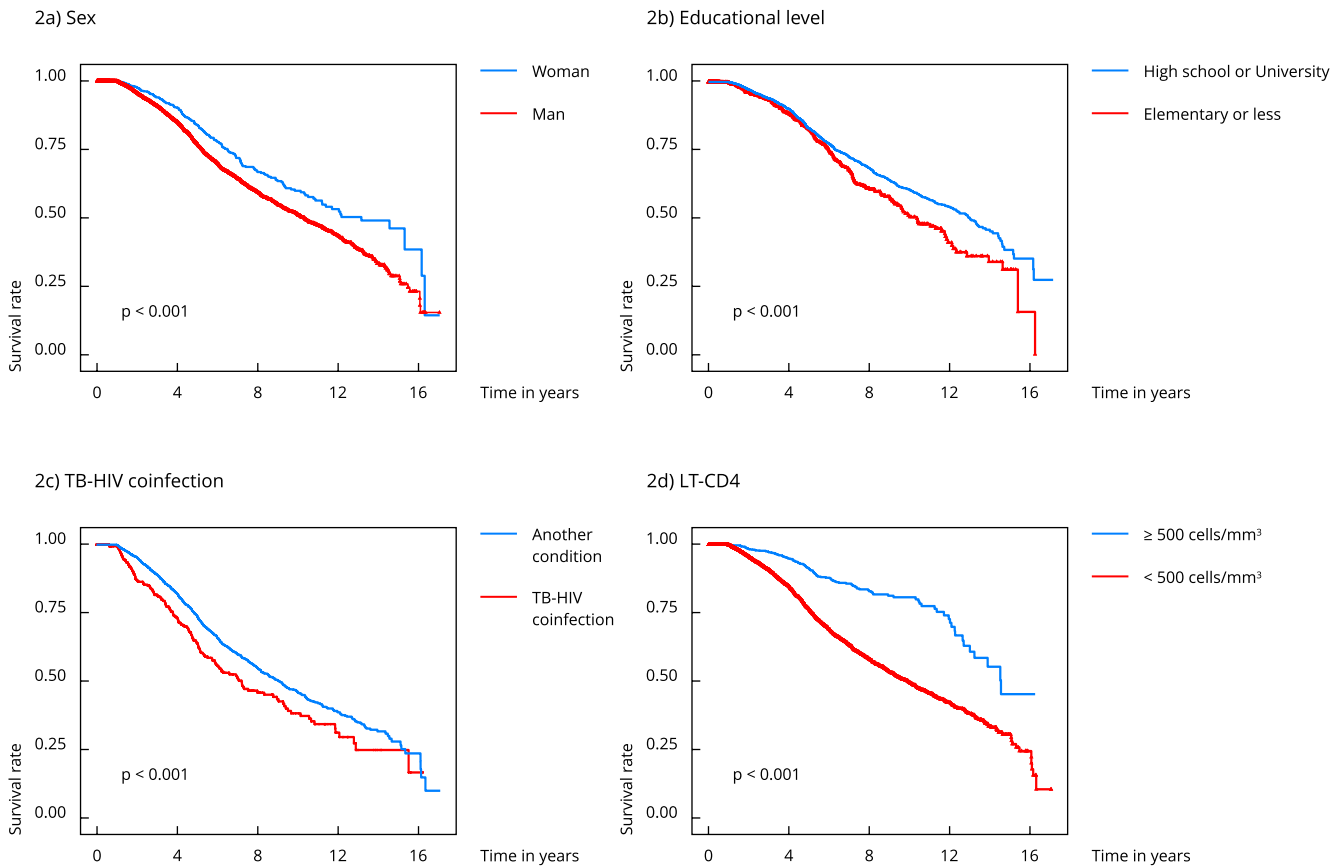 2a) Sex
1.00
0.75
0.50
0.25
0.00
Survival rate
p < 0.001
0 4 8 12 16
Time in years
Woman
Man
2b) Educational level
1.00
0.75
0.50
0.25
0.00
Survival rate
p < 0.001
0 4 8 12 16
Time in years
High school or University
Elementary or less
2c) TB-HIV coinfection
1.00
0.75
0.50
0.25
0.00
Survival rate
p < 0.001
0 4 8 12 16
Time in years
Another
condition
TB-HIV
coinfection
2d) LT-CD4
1.00
0.75
0.50
0.25
0.00
Survival rate
p < 0.001
0 4 8 12 16
Time in years
≥ 500 cells/mm³
< 500 cells/mm³